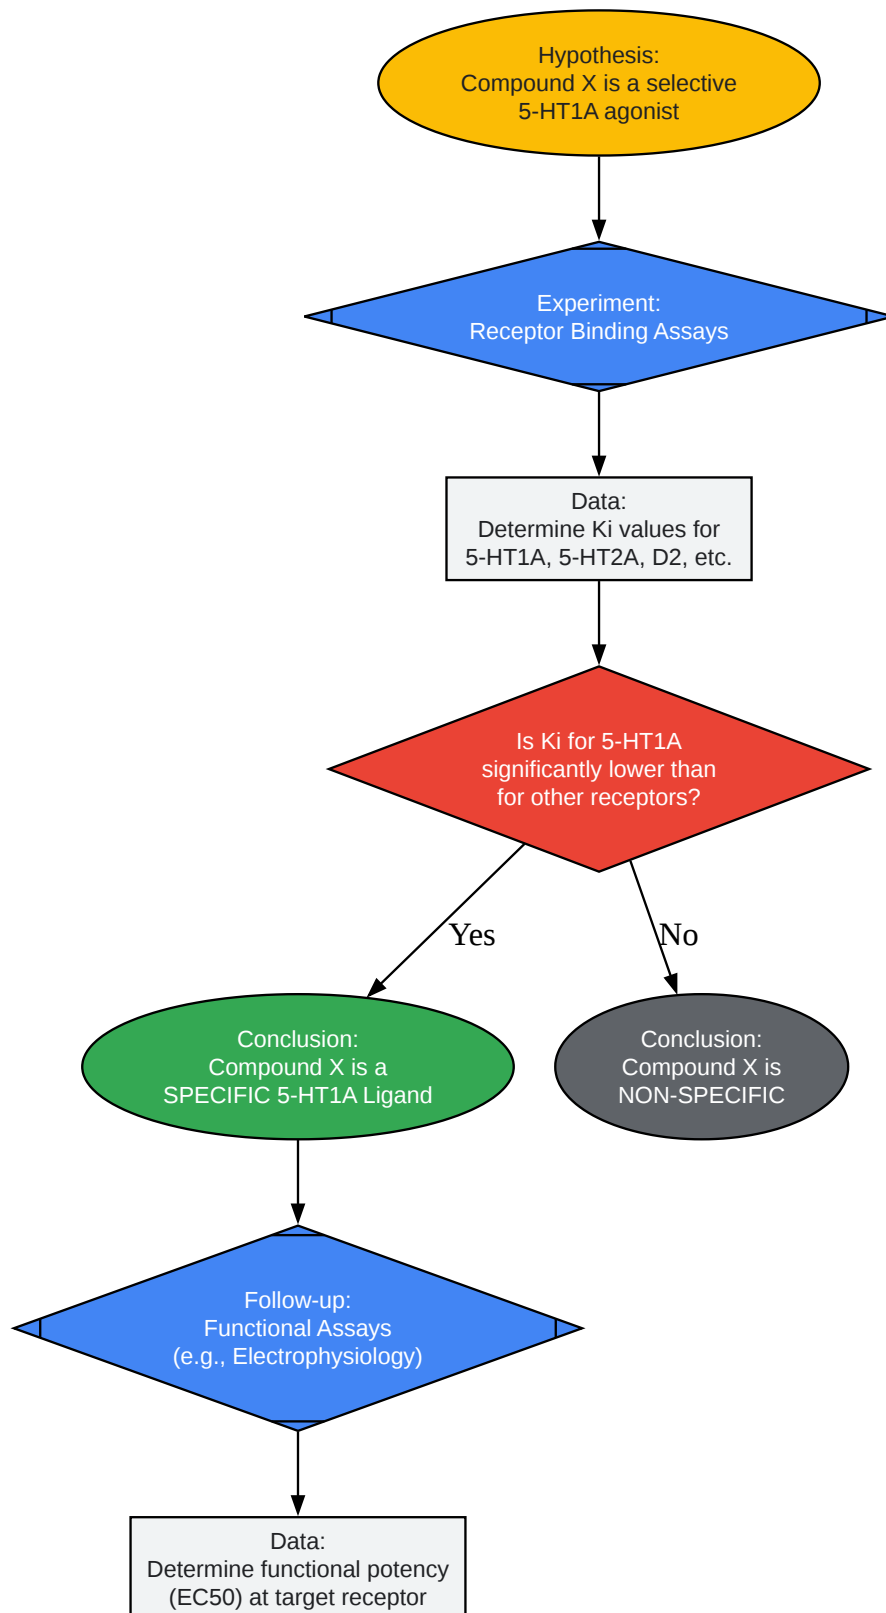 Hypothesis:
Compound X is a selective
5-HT1A agonist
Experiment:
Receptor Binding Assays
Data:
Determine Ki values for
5-HT1A, 5-HT2A, D2, etc.
Is Ki for 5-HT1A
significantly lower than
for other receptors?
Yes
No
Conclusion:
Compound X is a
SPECIFIC 5-HT1A Ligand
Conclusion:
Compound X is
NON-SPECIFIC
Follow-up:
Functional Assays
(e.g., Electrophysiology)
Data:
Determine functional potency
(EC50) at target receptor